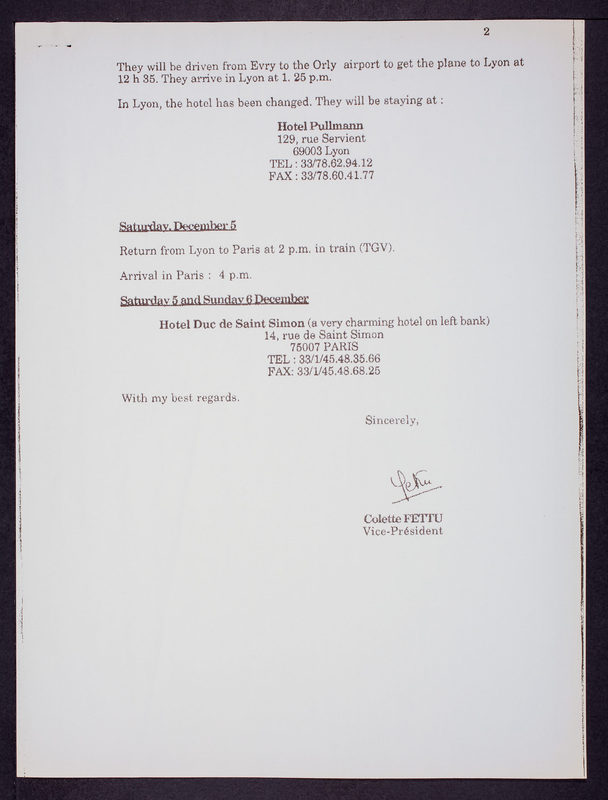 2
They will be driven from Evry to the Orly airport to get the plane to Lyon at
12 h 35. They arrive in Lyon at 1. 25 p.m.
In Lyon, the hotel has been changed. They will be staying at :
Hotel Pullmann
129, rue Servient
69003 Lyon
TEL : 33/78.62.94.12
FAX : 33/78.60.41.77
Saturday, December 5
Return from Lyon to Paris at 2 p.m. in train (TGV).
Arrival in Paris : 4 p.m.
Saturday 5 and Sunday 6 December
Hotel Duc de Saint Simon (a very charming hotel on left bank)
14, rue de Saint Simon
75007 PARIS
TEL : 33/1/45.48.35.66
FAX: 33/1/45.48.68.25
With my best regards.
Sincerely,
Fettu
Colette FETTU
Vice-Président